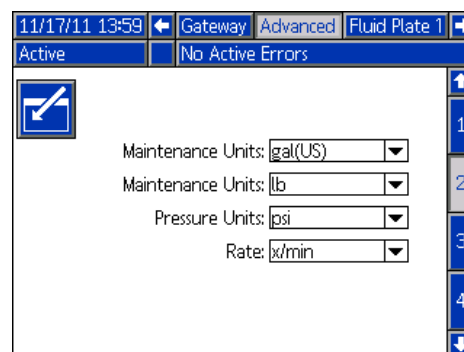 11/17/11 13:59 Gateway Advanced Fluid Plate 1
Active No Active Errors
1
Maintenance Units: gal(US)
Maintenance Units: lb
2
Pressure Units: psi
Rate: x/min
3
4